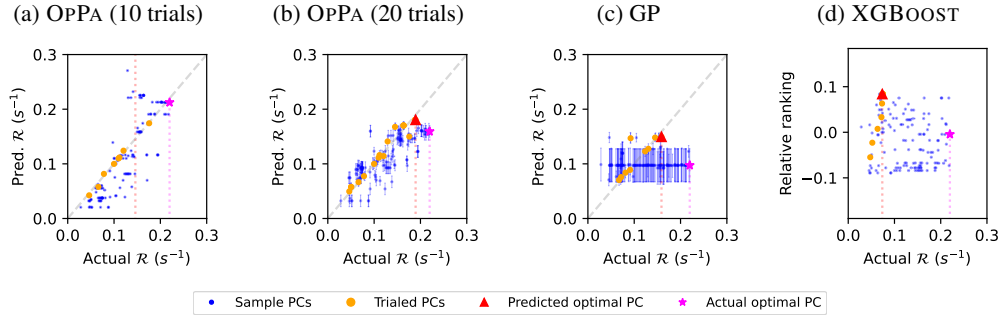 (a) OPPA (10 trials)
0.3
0.2
0.1
0.0
Pred. R (s⁻¹)
0.0 0.1 0.2 0.3
Actual R (s⁻¹)
(b) OPPA (20 trials)
0.3
0.2
0.1
0.0
Pred. R (s⁻¹)
0.0 0.1 0.2 0.3
Actual R (s⁻¹)
(c) GP
0.3
0.2
0.1
0.0
Pred. R (s⁻¹)
0.0 0.1 0.2 0.3
Actual R (s⁻¹)
(d) XGBOOST
0.1
0.0
−0.1
Relative ranking
0.0 0.1 0.2 0.3
Actual R (s⁻¹)
Sample PCs Trialed PCs Predicted optimal PC Actual optimal PC